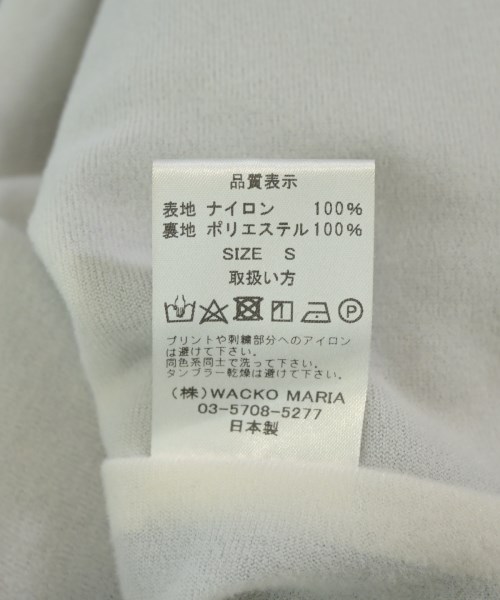 品質表示
表地 ナイロン 100%
裏地 ポリエステル 100%
SIZE S
取扱い方
P
プリントや刺繍部分へのアイロン
は避けて下さい。
同色系同士で洗って下さい。
タンブラー乾燥は避けて下さい。
(株)WACKO MARIA
03-5708-5277
日本製